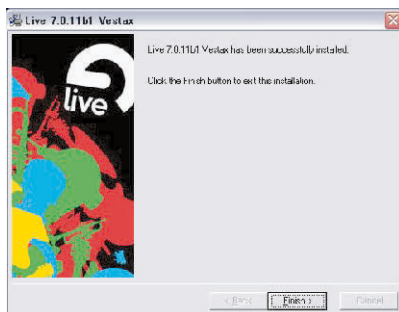 Live 7.0.11b1 Vestax
Live 7.0.11b1 Vestax has been successfully installed.
Click the Finish button to exit this installation.
live
< Back
Finish >
Cancel